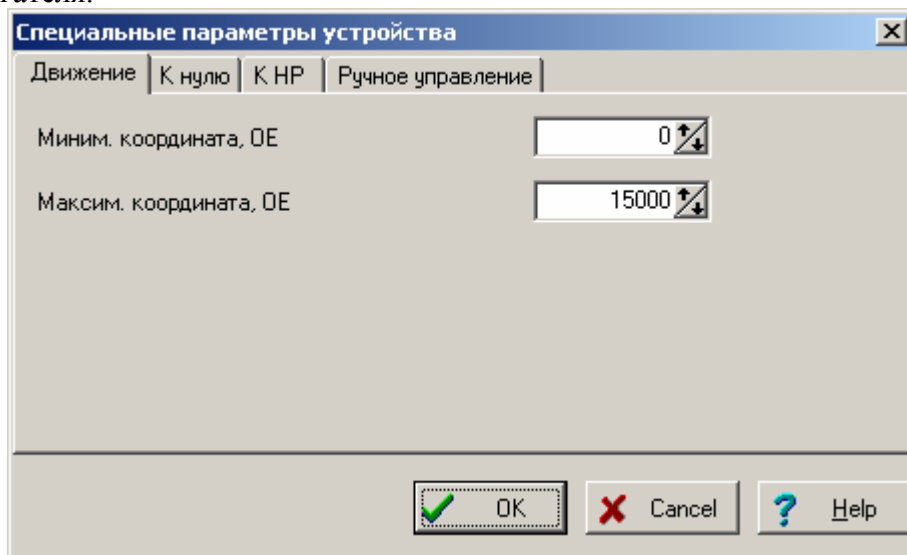 Специальные параметры устройства
Движение К нулю К НР Ручное управление
Миним. координата, ОЕ 0
Максим. координата, ОЕ 15000
OK Cancel Help